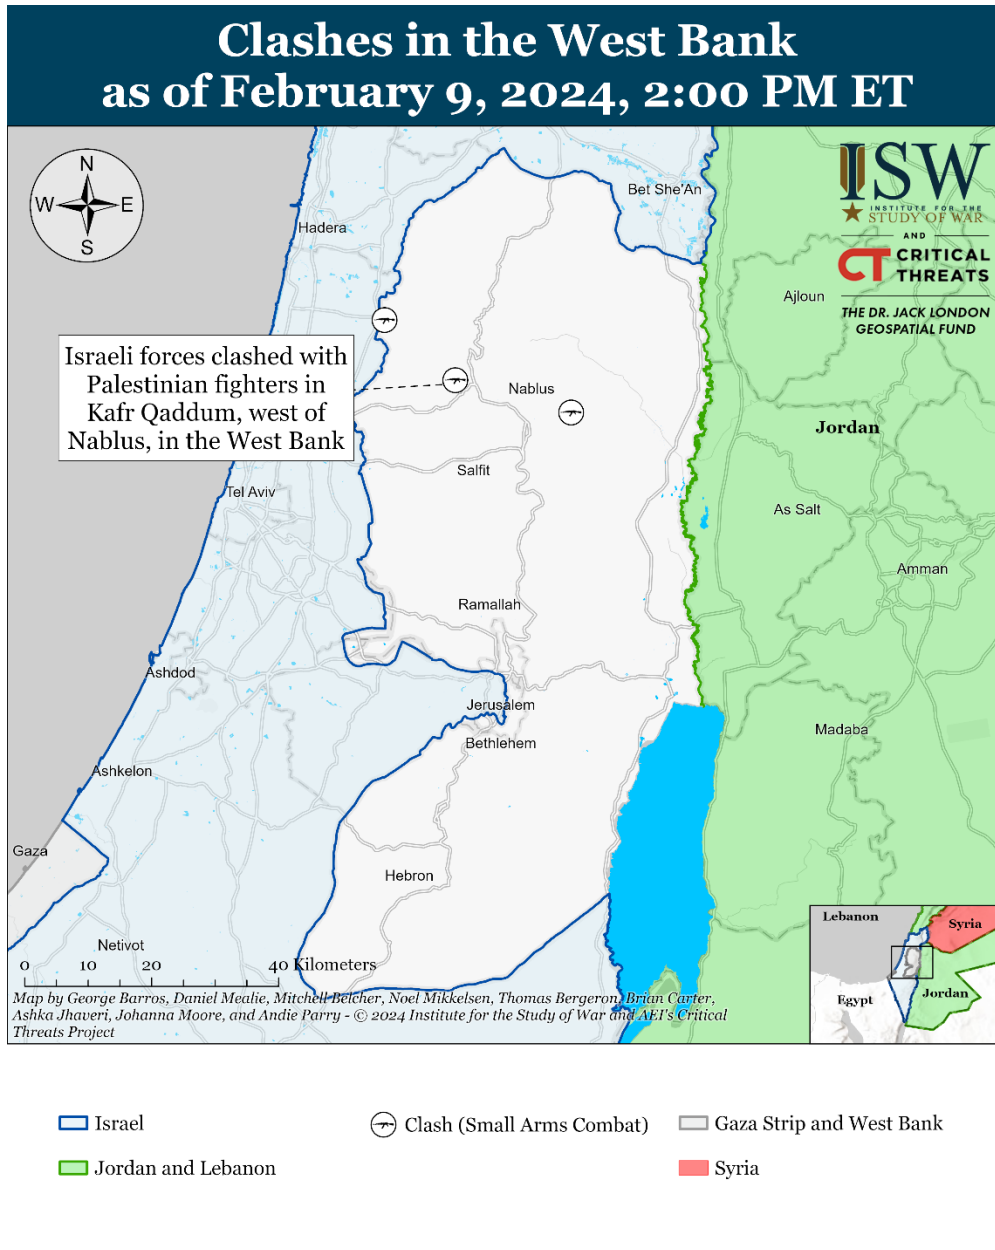 Clashes in the West Bank
as of February 9, 2024, 2:00 PM ET
N
W
E
S
ISW
INSTITUTE FOR THE
STUDY OF WAR
AND
CT CRITICAL
THREATS
THE DR. JACK LONDON
GEOSPATIAL FUND
Bet She'An
Hadera
Ajloun
Israeli forces clashed with
Palestinian fighters in
Kafr Qaddum, west of
Nablus, in the West Bank
Nablus
Jordan
Salfit
Tel Aviv
As Salt
Amman
Ramallah
Ashdod
Jerusalem
Madaba
Bethlehem
Ashkelon
Gaza
Hebron
Netivot
Lebanon
Syria
Egypt
Jordan
0 10 20 40 Kilometers
Map by George Barros, Daniel Mealie, Mitchell Belcher, Noel Mikkelsen, Thomas Bergeron, Brian Carter,
Ashka Jhaveri, Johanna Moore, and Andie Parry - © 2024 Institute for the Study of War and AEI's Critical
Threats Project
Israel
Clash (Small Arms Combat)
Gaza Strip and West Bank
Jordan and Lebanon
Syria